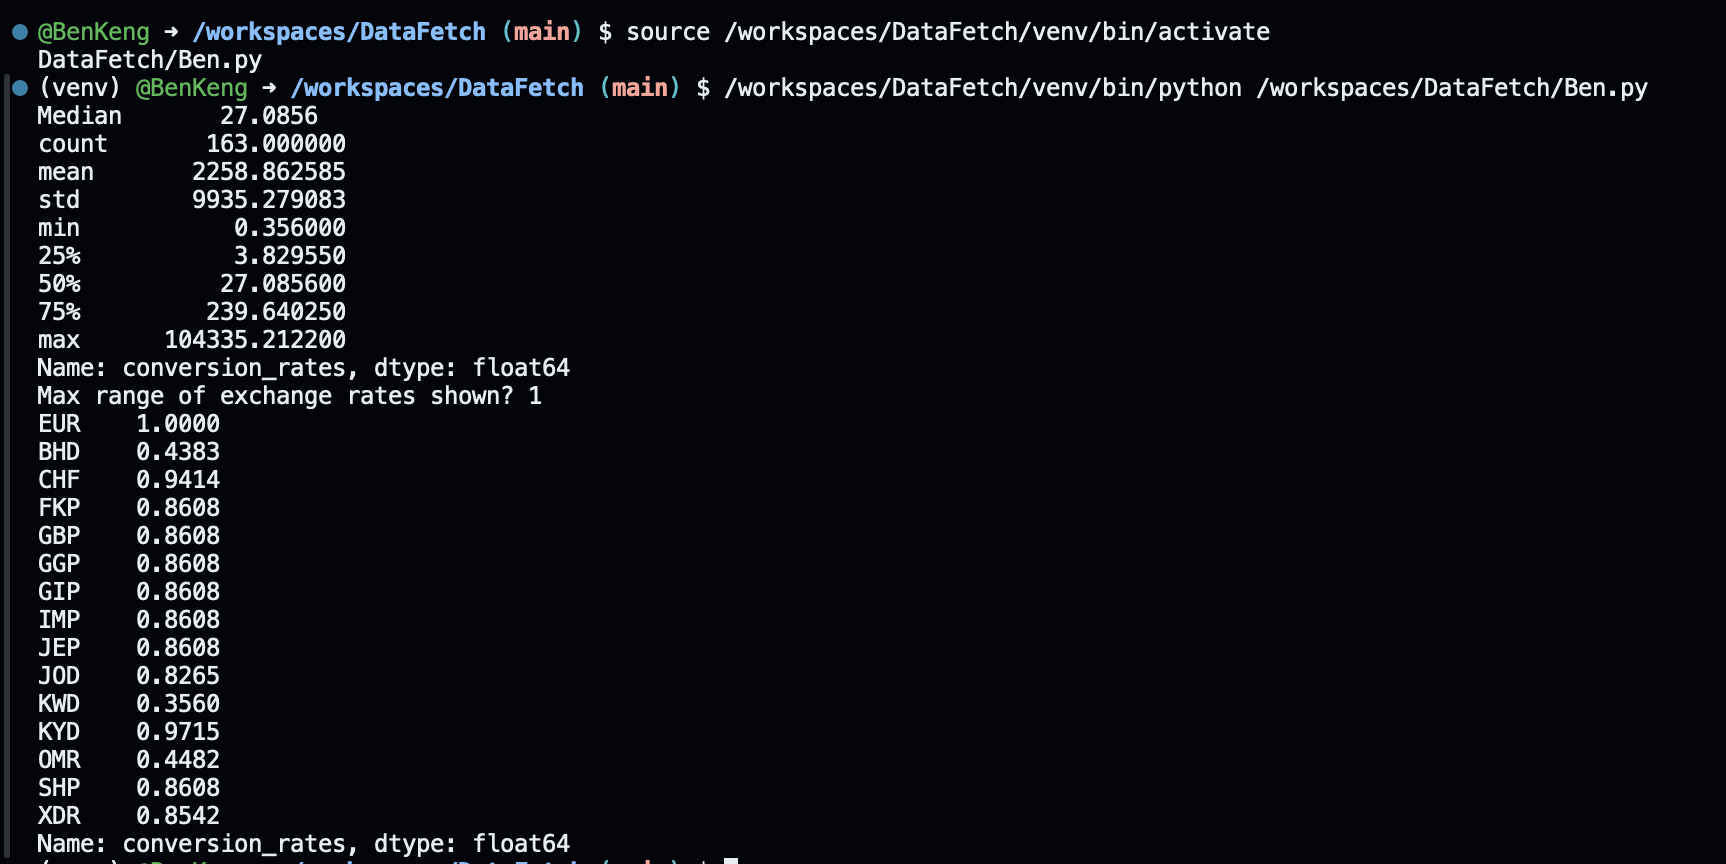 @BenKeng ➜ /workspaces/DataFetch (main) $ source /workspaces/DataFetch/venv/bin/activate
DataFetch/Ben.py
(venv) @BenKeng ➜ /workspaces/DataFetch (main) $ /workspaces/DataFetch/venv/bin/python /workspaces/DataFetch/Ben.py
Median       27.0856
count       163.000000
mean       2258.862585
std        9935.279083
min           0.356000
25%           3.829550
50%          27.085600
75%         239.640250
max      104335.212200
Name: conversion_rates, dtype: float64
Max range of exchange rates shown? 1
EUR    1.0000
BHD    0.4383
CHF    0.9414
FKP    0.8608
GBP    0.8608
GGP    0.8608
GIP    0.8608
IMP    0.8608
JEP    0.8608
JOD    0.8265
KWD    0.3560
KYD    0.9715
OMR    0.4482
SHP    0.8608
XDR    0.8542
Name: conversion_rates, dtype: float64